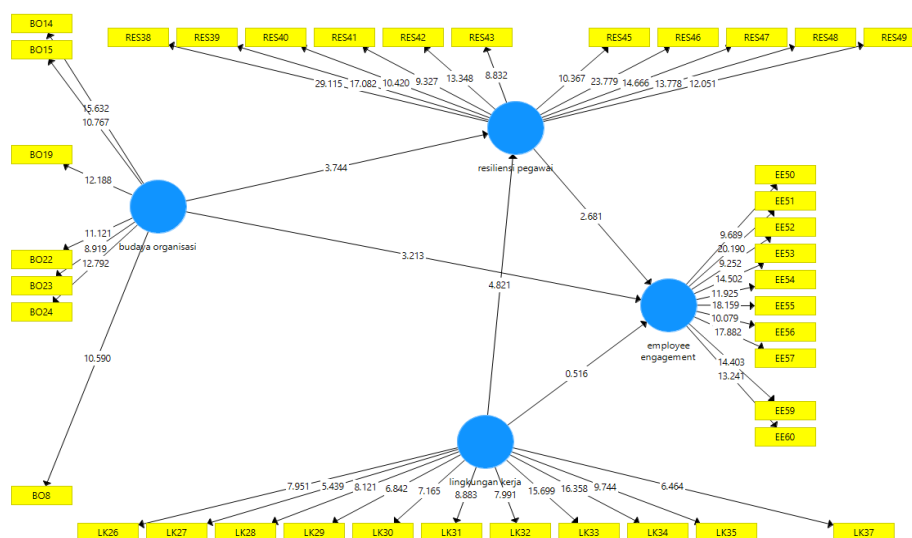 BO14
BO15
RES38
RES39
RES40
RES41
RES42
RES43
RES45
RES46
RES47
RES48
RES49
29.115
17.082
10.420
9.327
13.348
8.832
10.367
23.779
14.666
13.778
12.051
15.632
10.767
BO19
12.188
3.744
resiliensi pegawai
budaya organisasi
11.121
8.919
12.792
BO22
BO23
BO24
2.681
3.213
4.821
EE50
EE51
EE52
EE53
EE54
EE55
EE56
EE57
9.689
20.190
9.252
14.502
11.925
18.159
10.079
17.882
employee
engagement
10.590
0.516
14.403
13.241
EE59
EE60
lingkungan kerja
BO8
7.951
5.439
8.121
6.842
7.165
8.883
7.991
15.699
16.358
9.744
6.464
LK26
LK27
LK28
LK29
LK30
LK31
LK32
LK33
LK34
LK35
LK37